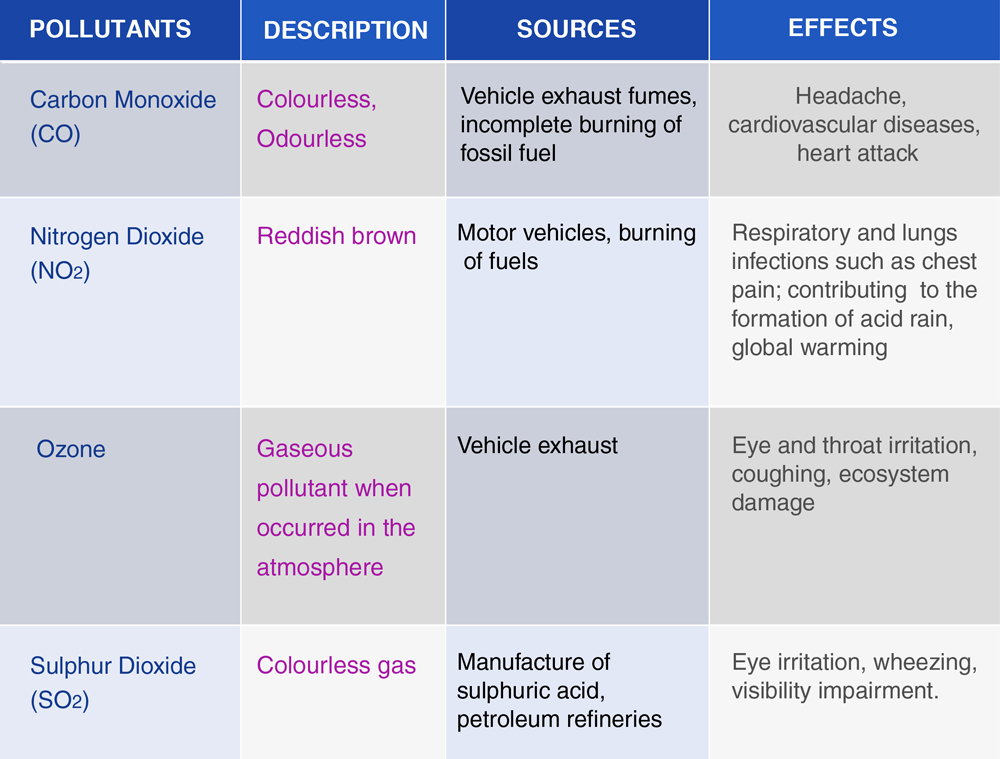 POLLUTANTS
DESCRIPTION
SOURCES
EFFECTS
Carbon Monoxide
(CO)
Colourless,
Odourless
Vehicle exhaust fumes,
incomplete burning of
fossil fuel
Headache,
cardiovascular diseases,
heart attack
Nitrogen Dioxide
(NO2)
Reddish brown
Motor vehicles, burning
of fuels
Respiratory and lungs
infections such as chest
pain; contributing to the
formation of acid rain,
global warming
Ozone
Gaseous
pollutant when
occurred in the
atmosphere
Vehicle exhaust
Eye and throat irritation,
coughing, ecosystem
damage
Sulphur Dioxide
(SO2)
Colourless gas
Manufacture of
sulphuric acid,
petroleum refineries
Eye irritation, wheezing,
visibility impairment.